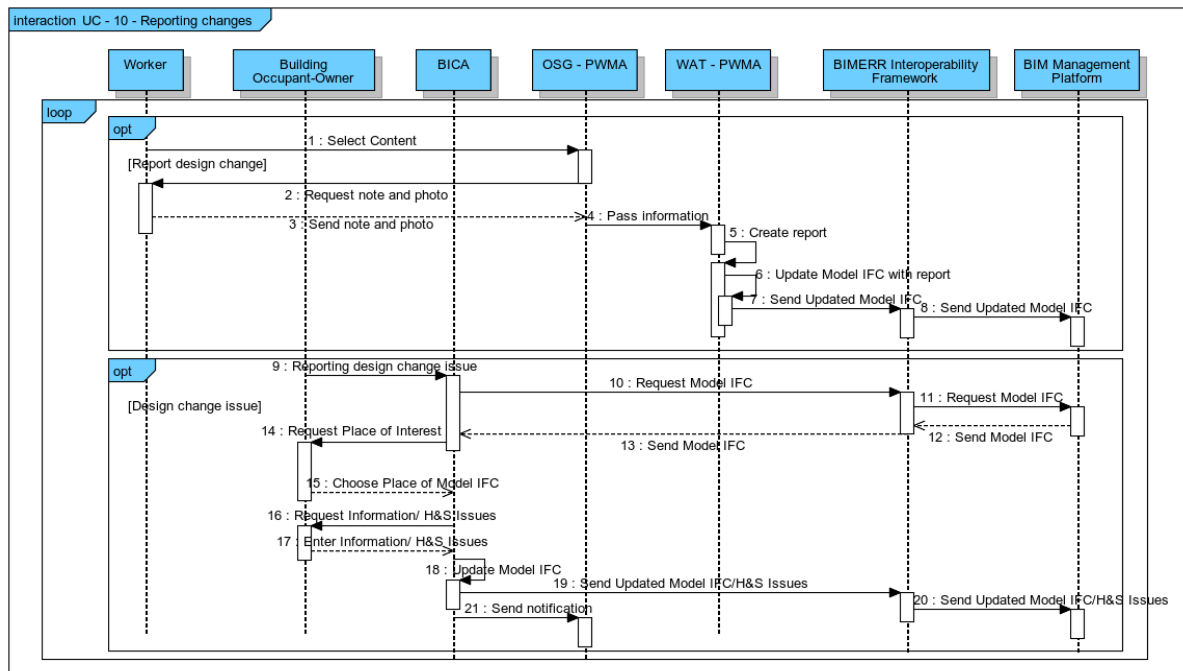 interaction UC - 10 - Reporting changes
Worker
Building
Occupant-Owner
BICA
OSG - PWMA
WAT - PWMA
BIMERR Interoperability
Framework
BIM Management
Platform
loop
opt
1 : Select Content
[Report design change]
2 : Request note and photo
3 : Send note and photo
4 : Pass information
5 : Create report
6 : Update Model IFC with report
7 : Send Updated Model IFC
8 : Send Updated Model IFC
opt
9 : Reporting design change issue
[Design change issue]
10 : Request Model IFC
11 : Request Model IFC
12 : Send Model IFC
13 : Send Model IFC
14 : Request Place of Interest
15 : Choose Place of Model IFC
16 : Request Information/ H&S Issues
17 : Enter Information/ H&S Issues
18 : Update Model IFC
19 : Send Updated Model IFC/H&S Issues
20 : Send Updated Model IFC/H&S Issues
21 : Send notification